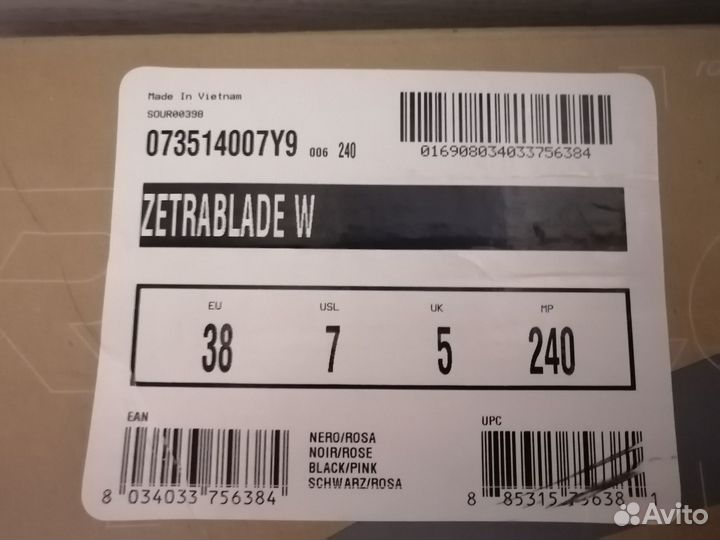 Made In Vietnam
SOUR00398
073514007Y9 006 240
016908034033756384
ZETRABLADE W
EU USL UK MP
38 7 5 240
EAN
8 034033 756384
NERO/ROSA
NOIR/ROSE
BLACK/PINK
SCHWARZ/ROSA
UPC
8 85315 75638 1
Avito